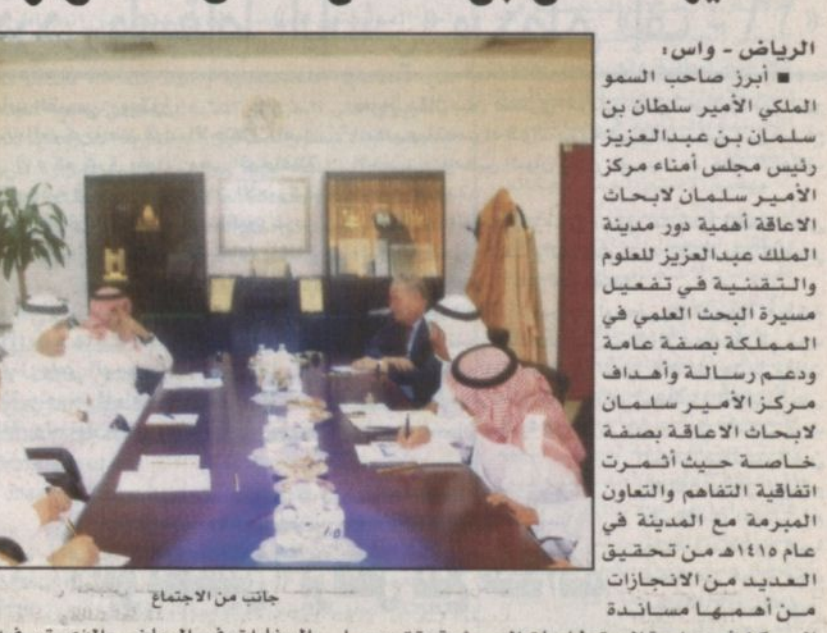 الرياض - واس:
■ أبرز صاحب السمو
الملكي الأمير سلطان بن
سلمان بن عبدالعزيز
رئيس مجلس أمناء مركز
الأمير سلمان لابحاث
الاعاقة أهمية دور مدينة
الملك عبدالعزيز للعلوم
والتقنية في تفعيل
مسيرة البحث العلمي في
المملكة بصفة عامة
ودعم رسالة وأهداف
مركز الأمير سلمان
لابحاث الاعاقة بصفة
خاصة حيث أثمرت
اتفاقية التفاهم والتعاون
المبرمة مع المدينة في
عام ١٤١٥هـ من تحقيق
العديد من الانجازات
من أهمها مساندة
جانب من الاجتماع